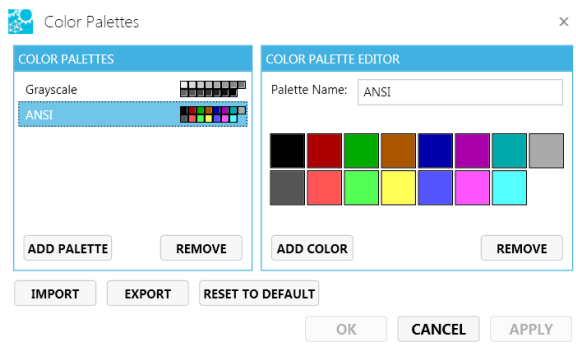 Color Palettes
COLOR PALETTES
Grayscale
ANSI
ADD PALETTE
REMOVE
COLOR PALETTE EDITOR
Palette Name:
ANSI
ADD COLOR
REMOVE
IMPORT
EXPORT
RESET TO DEFAULT
OK
CANCEL
APPLY